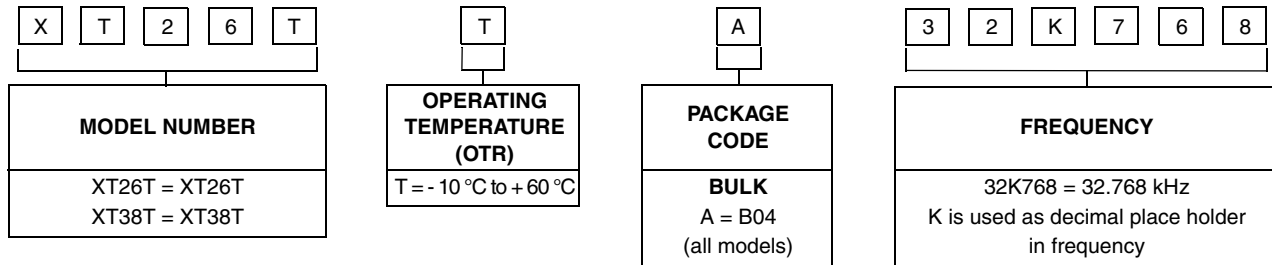 X T 2 6 T T A 3 2 K 7 6 8
MODEL NUMBER
XT26T = XT26T
XT38T = XT38T
OPERATING
TEMPERATURE
(OTR)
T = - 10 °C to + 60 °C
PACKAGE
CODE
BULK
A = B04
(all models)
FREQUENCY
32K768 = 32.768 kHz
K is used as decimal place holder
in frequency